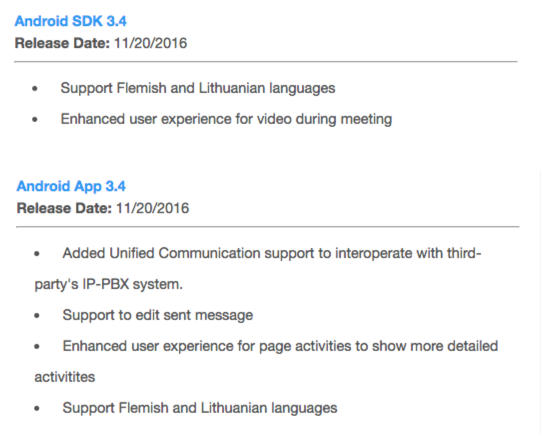 Android SDK 3.4
Release Date: 11/20/2016
• Support Flemish and Lithuanian languages
• Enhanced user experience for video during meeting
Android App 3.4
Release Date: 11/20/2016
• Added Unified Communication support to interoperate with third-
party's IP-PBX system.
• Support to edit sent message
• Enhanced user experience for page activities to show more detailed
activitites
• Support Flemish and Lithuanian languages